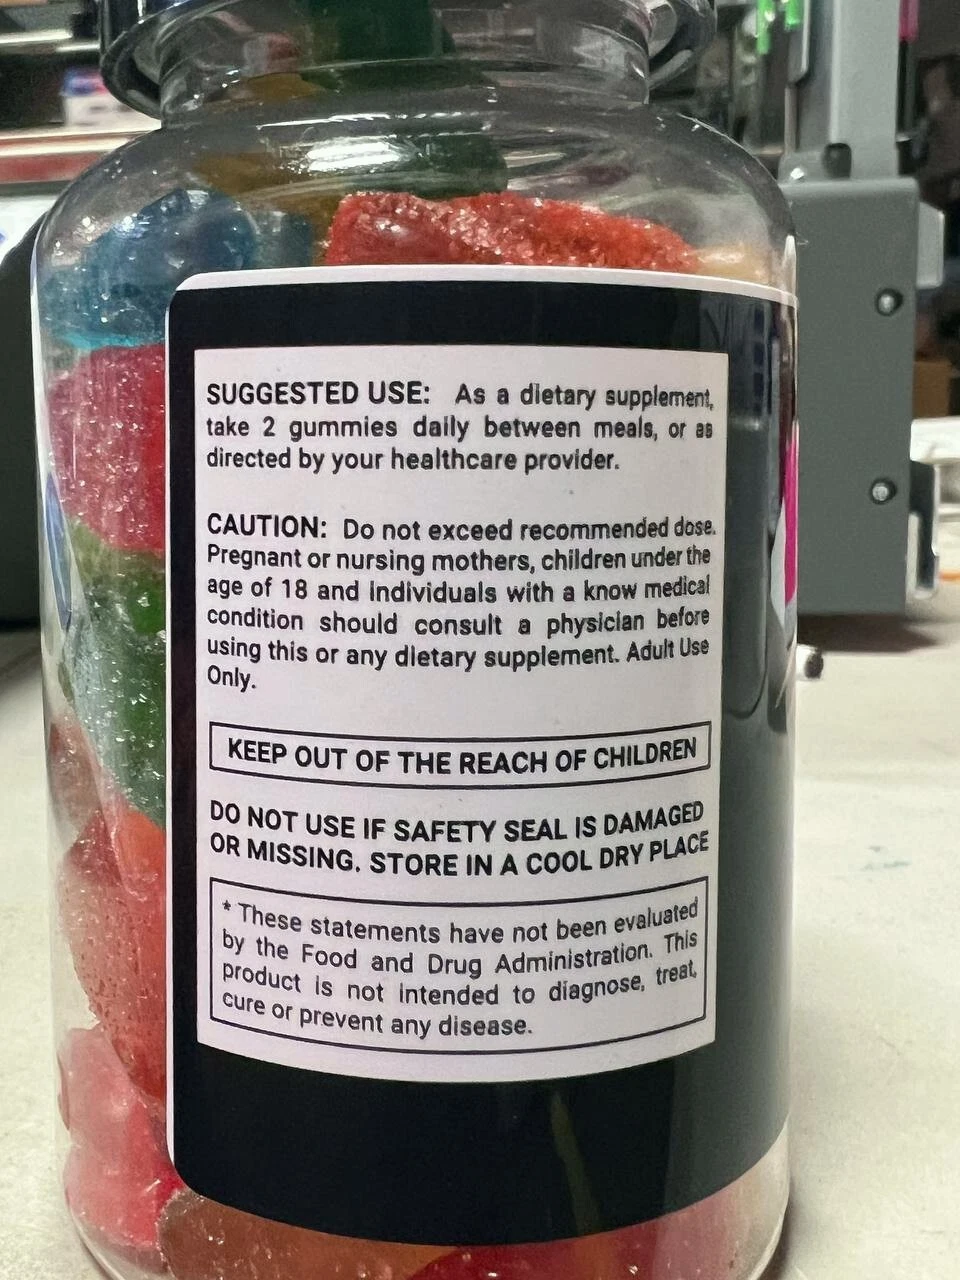 SUGGESTED USE: As a dietary supplement,
take 2 gummies daily between meals, or as
directed by your healthcare provider.
CAUTION: Do not exceed recommended dose.
Pregnant or nursing mothers, children under the
age of 18 and individuals with a know medical
condition should consult a physician before
using this or any dietary supplement. Adult Use
Only.
KEEP OUT OF THE REACH OF CHILDREN
DO NOT USE IF SAFETY SEAL IS DAMAGED
OR MISSING. STORE IN A COOL DRY PLACE
* These statements have not been evaluated
by the Food and Drug Administration. This
product is not intended to diagnose, treat,
cure or prevent any disease.